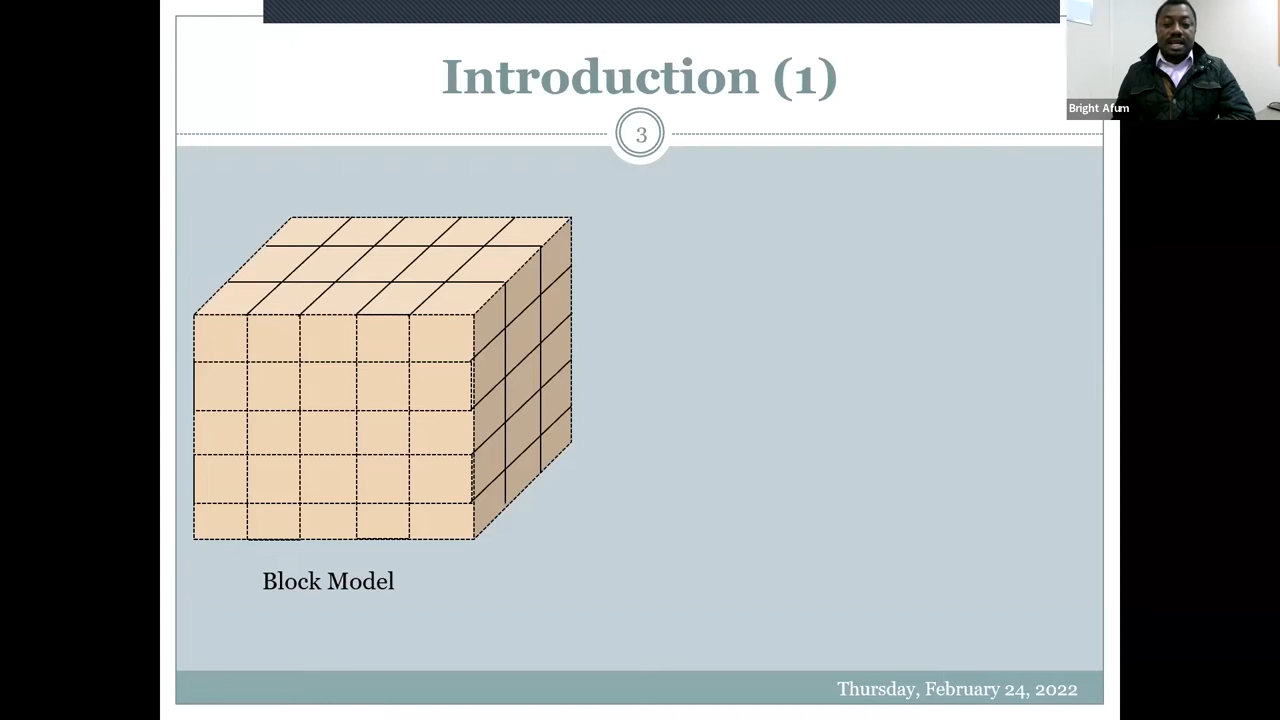 Introduction (1)
Bright Afum
3
Block Model
Thursday, February 24, 2022